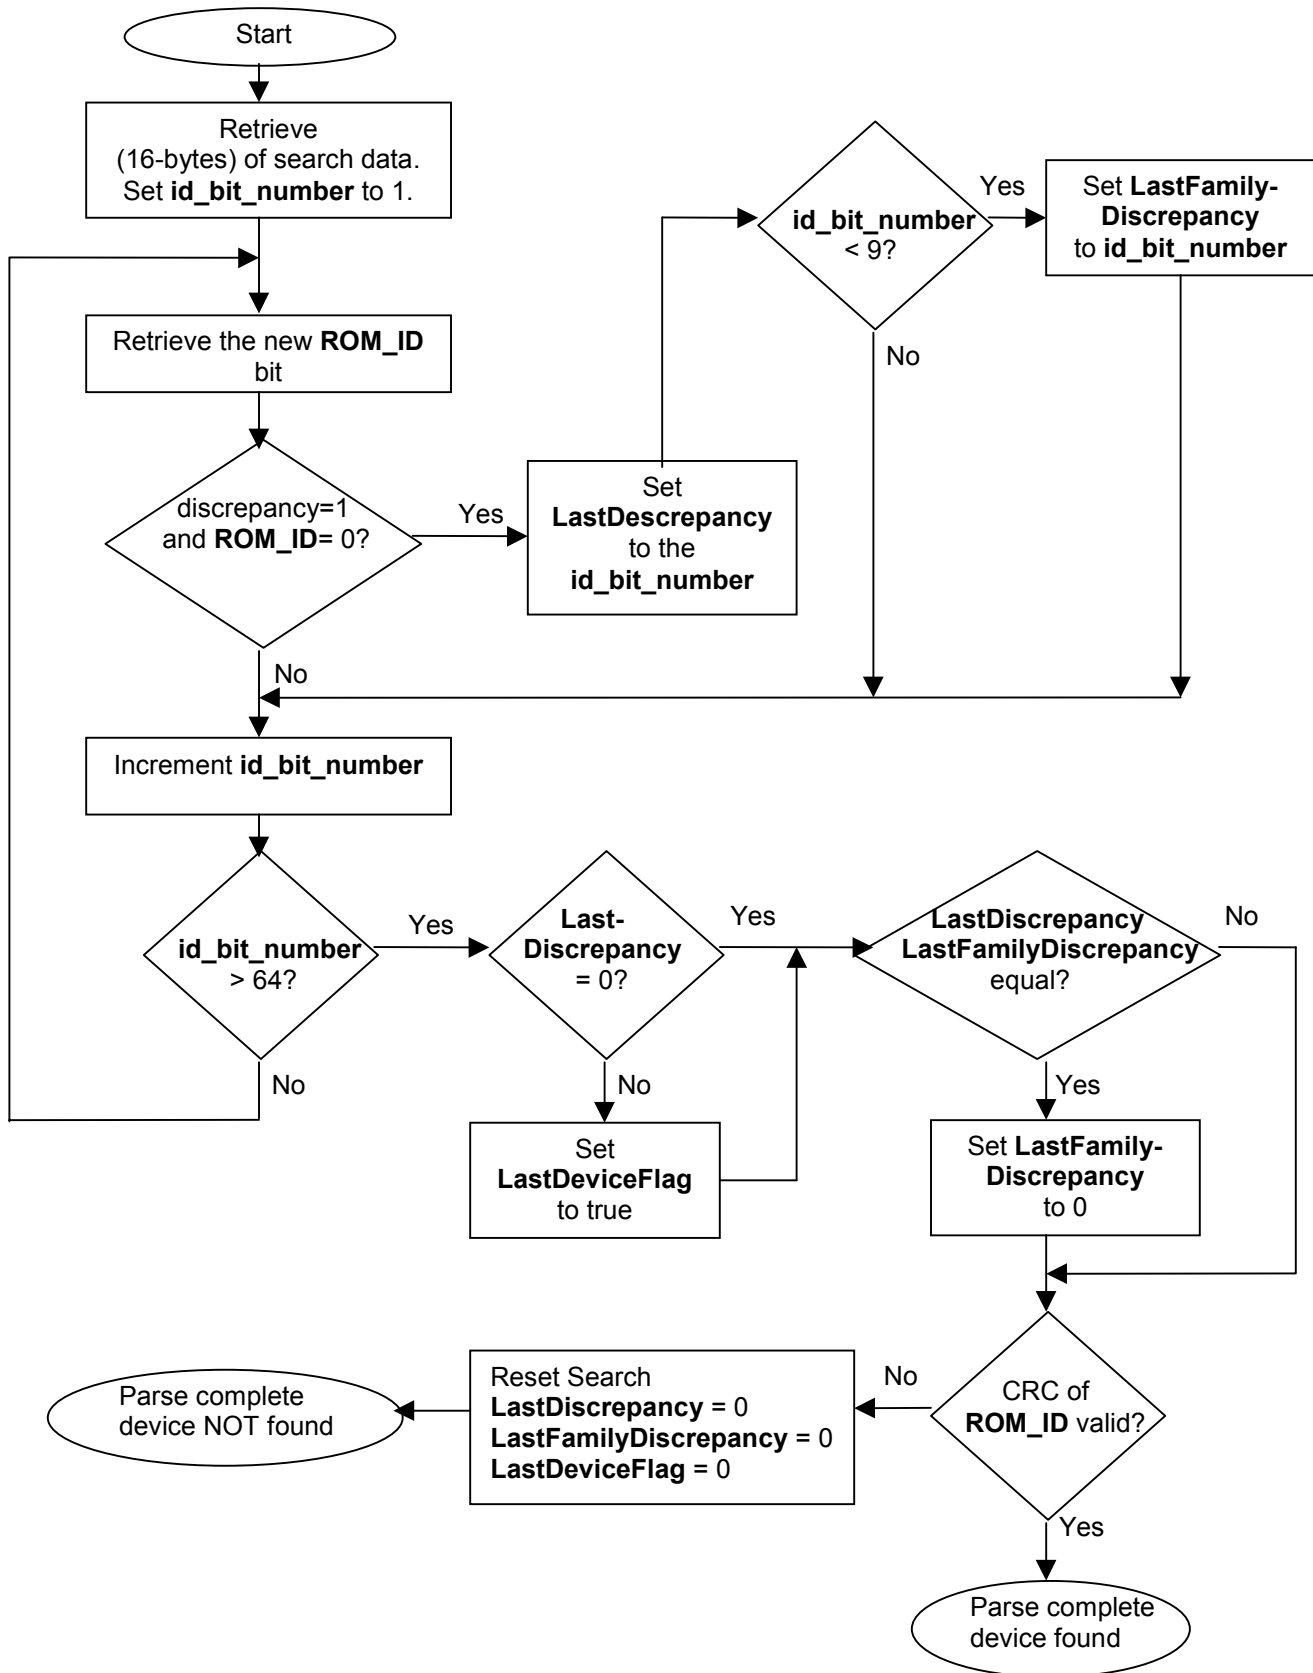 Start
Retrieve
(16-bytes) of search data.
Set id_bit_number to 1.
id_bit_number
< 9?
Yes
Set LastFamily-
Discrepancy
to id_bit_number
No
Retrieve the new ROM_ID
bit
discrepancy=1
and ROM_ID= 0?
Yes
Set
LastDescrepancy
to the
id_bit_number
No
Increment id_bit_number
id_bit_number
> 64?
Yes
No
Last-
Discrepancy
= 0?
Yes
No
Set
LastDeviceFlag
to true
LastDiscrepancy
LastFamilyDiscrepancy
equal?
No
Yes
Set LastFamily-
Discrepancy
to 0
CRC of
ROM_ID valid?
No
Reset Search
LastDiscrepancy = 0
LastFamilyDiscrepancy = 0
LastDeviceFlag = 0
Parse complete
device NOT found
Yes
Parse complete
device found